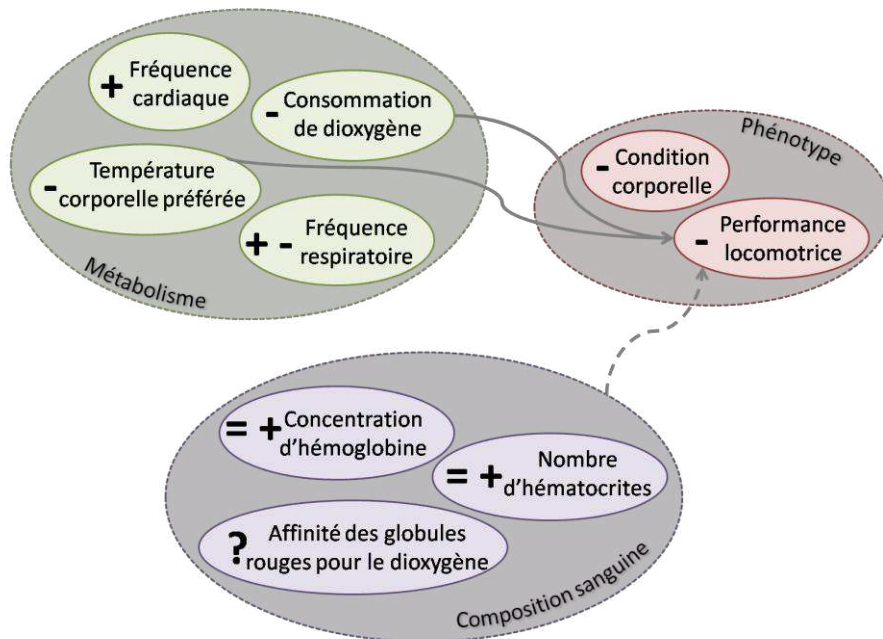 + Fréquence
cardiaque
- Consommation
de dioxygène
- Température
corporelle préférée
+ - Fréquence
respiratoire
Métabolisme
Phénotype
- Condition
corporelle
- Performance
locomotrice
= + Concentration
d'hémoglobine
= + Nombre
d'hématocrites
? Affinité des globules
rouges pour le dioxygène
Composition sanguine